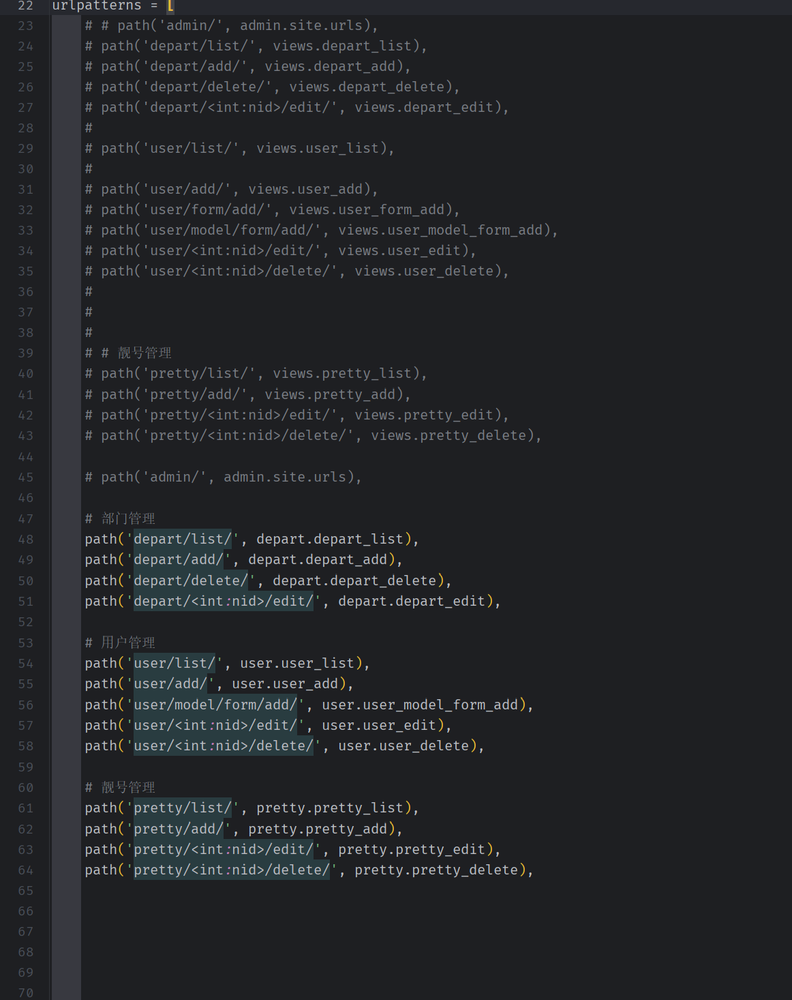 22 urlpatterns = [
23 # # path('admin/', admin.site.urls),
24 # path('depart/list/', views.depart_list),
25 # path('depart/add/', views.depart_add),
26 # path('depart/delete/', views.depart_delete),
27 # path('depart/<int:nid>/edit/', views.depart_edit),
28 #
29 # path('user/list/', views.user_list),
30 #
31 # path('user/add/', views.user_add),
32 # path('user/form/add/', views.user_form_add),
33 # path('user/model/form/add/', views.user_model_form_add),
34 # path('user/<int:nid>/edit/', views.user_edit),
35 # path('user/<int:nid>/delete/', views.user_delete),
36 #
37 #
38 #
39 # # 靓号管理
40 # path('pretty/list/', views.pretty_list),
41 # path('pretty/add/', views.pretty_add),
42 # path('pretty/<int:nid>/edit/', views.pretty_edit),
43 # path('pretty/<int:nid>/delete/', views.pretty_delete),
44
45 # path('admin/', admin.site.urls),
46
47 # 部门管理
48 path('depart/list/', depart.depart_list),
49 path('depart/add/', depart.depart_add),
50 path('depart/delete/', depart.depart_delete),
51 path('depart/<int:nid>/edit/', depart.depart_edit),
52
53 # 用户管理
54 path('user/list/', user.user_list),
55 path('user/add/', user.user_add),
56 path('user/model/form/add/', user.user_model_form_add),
57 path('user/<int:nid>/edit/', user.user_edit),
58 path('user/<int:nid>/delete/', user.user_delete),
59
60 # 靓号管理
61 path('pretty/list/', pretty.pretty_list),
62 path('pretty/add/', pretty.pretty_add),
63 path('pretty/<int:nid>/edit/', pretty.pretty_edit),
64 path('pretty/<int:nid>/delete/', pretty.pretty_delete),
65
66
67
68
69
70